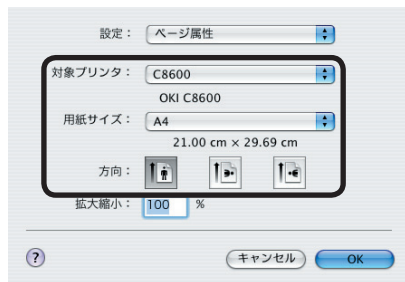 設定： ページ属性
対象プリンタ： C8600
OKI C8600
用紙サイズ： A4
21.00 cm × 29.69 cm
方向：
拡大縮小： 100 %
? キャンセル OK